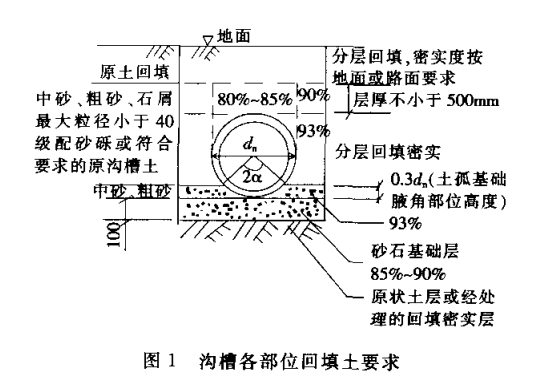 地面
原土回填
中砂、粗砂、石屑
最大粒径小于40
级配砂砾或符合
要求的原沟槽土
中砂、粗砂
100
80%~85%
90%
93%
dn
2α
分层回填,密实度按
地面或路面要求
层厚不小于500mm
分层回填密实
0.3dn(土孤基础
腋角部位高度)
93%
砂石基础层
85%~90%
原状土层或经处
理的回填密实层
图1 沟槽各部位回填土要求